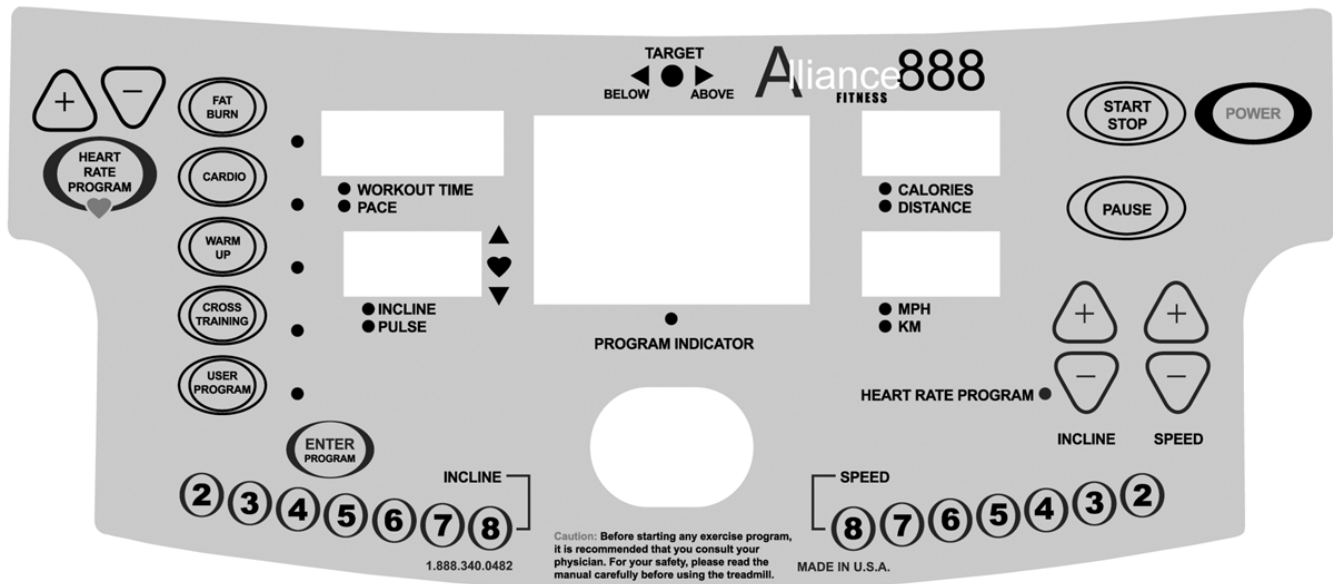 TARGET
BELOW
ABOVE
Alliance 888
FITNESS
+
−
HEART
RATE
PROGRAM
FAT
BURN
CARDIO
WARM
UP
CROSS
TRAINING
USER
PROGRAM
ENTER
PROGRAM
WORKOUT TIME
PACE
INCLINE
PULSE
PROGRAM INDICATOR
CALORIES
DISTANCE
MPH
KM
START
STOP
POWER
PAUSE
+
+
−
−
HEART RATE PROGRAM
INCLINE
SPEED
INCLINE
2 3 4 5 6 7 8
1.888.340.0482
Caution: Before starting any exercise program,
it is recommended that you consult your
physician. For your safety, please read the
manual carefully before using the treadmill.
SPEED
8 7 6 5 4 3 2
MADE IN U.S.A.